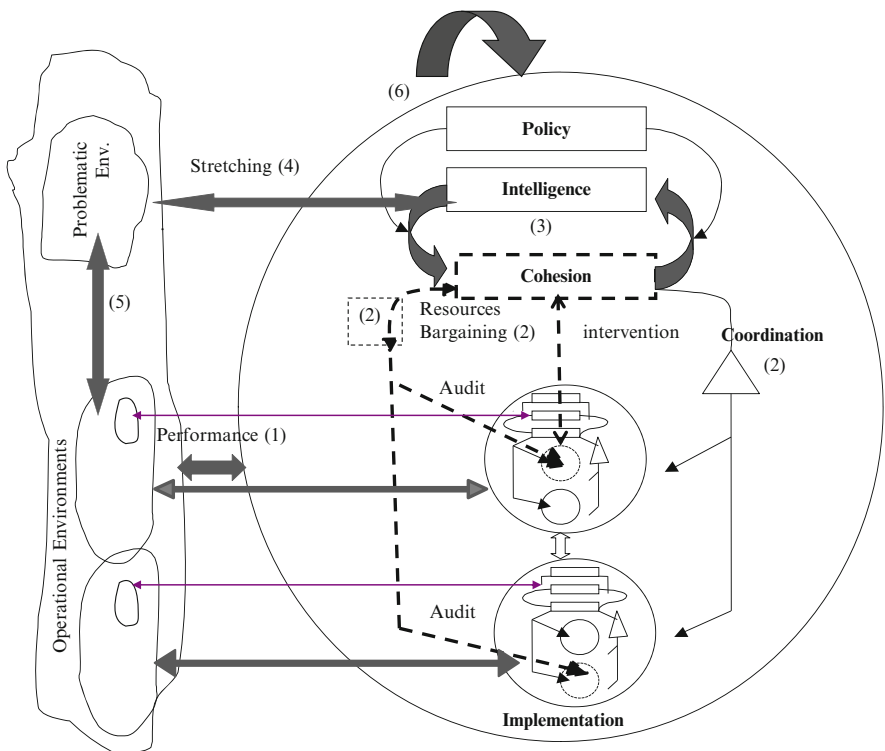 (6)
Policy
Problematic
Env.
Stretching (4)
Intelligence
(3)
Cohesion
(5)
(2)
Resources
Bargaining (2)
intervention
Coordination
(2)
Audit
Performance (1)
Operational Environments
Audit
Implementation